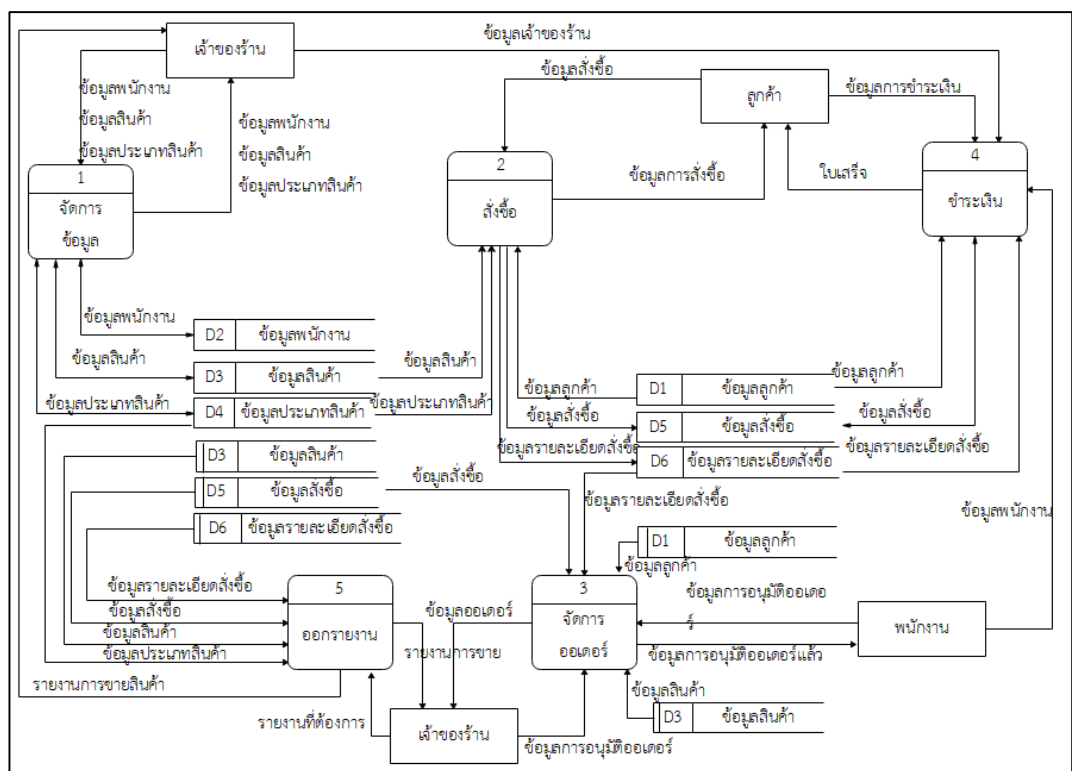 เจ้าของร้าน
ข้อมูลเจ้าของร้าน
ข้อมูลสั่งซื้อ
ลูกค้า
ข้อมูลการชำระเงิน
ข้อมูลพนักงาน
ข้อมูลสินค้า
ข้อมูลประเภทสินค้า
ข้อมูลพนักงาน
ข้อมูลสินค้า
ข้อมูลประเภทสินค้า
1
จัดการ
ข้อมูล
2
สั่งซื้อ
ข้อมูลการสั่งซื้อ
ใบเสร็จ
4
ชำระเงิน
ข้อมูลพนักงาน
D2 ข้อมูลพนักงาน
ข้อมูลสินค้า
D3 ข้อมูลสินค้า
ข้อมูลสินค้า
ข้อมูลประเภทสินค้า
D4 ข้อมูลประเภทสินค้า
ข้อมูลประเภทสินค้า
ข้อมูลลูกค้า
D1 ข้อมูลลูกค้า
ข้อมูลลูกค้า
ข้อมูลสั่งซื้อ
D5 ข้อมูลสั่งซื้อ
ข้อมูลสั่งซื้อ
ข้อมูลรายละเอียดสั่งซื้อ
D6 ข้อมูลรายละเอียดสั่งซื้อ
ข้อมูลรายละเอียดสั่งซื้อ
D3 ข้อมูลสินค้า
D5 ข้อมูลสั่งซื้อ
ข้อมูลสั่งซื้อ
D6 ข้อมูลรายละเอียดสั่งซื้อ
ข้อมูลรายละเอียดสั่งซื้อ
ข้อมูลพนักงาน
D1 ข้อมูลลูกค้า
ข้อมูลลูกค้า
ข้อมูลรายละเอียดสั่งซื้อ
ข้อมูลสั่งซื้อ
ข้อมูลสินค้า
ข้อมูลประเภทสินค้า
5
ออกรายงาน
ข้อมูลออเดอร์
รายงานการขาย
3
จัดการ
ออเดอร์
ข้อมูลการอนุมัติออเดอ
ร์
พนักงาน
ข้อมูลการอนุมัติออเดอร์แล้ว
รายงานการขายสินค้า
ข้อมูลสินค้า
D3 ข้อมูลสินค้า
รายงานที่ต้องการ
เจ้าของร้าน
ข้อมูลการอนุมัติออเดอร์